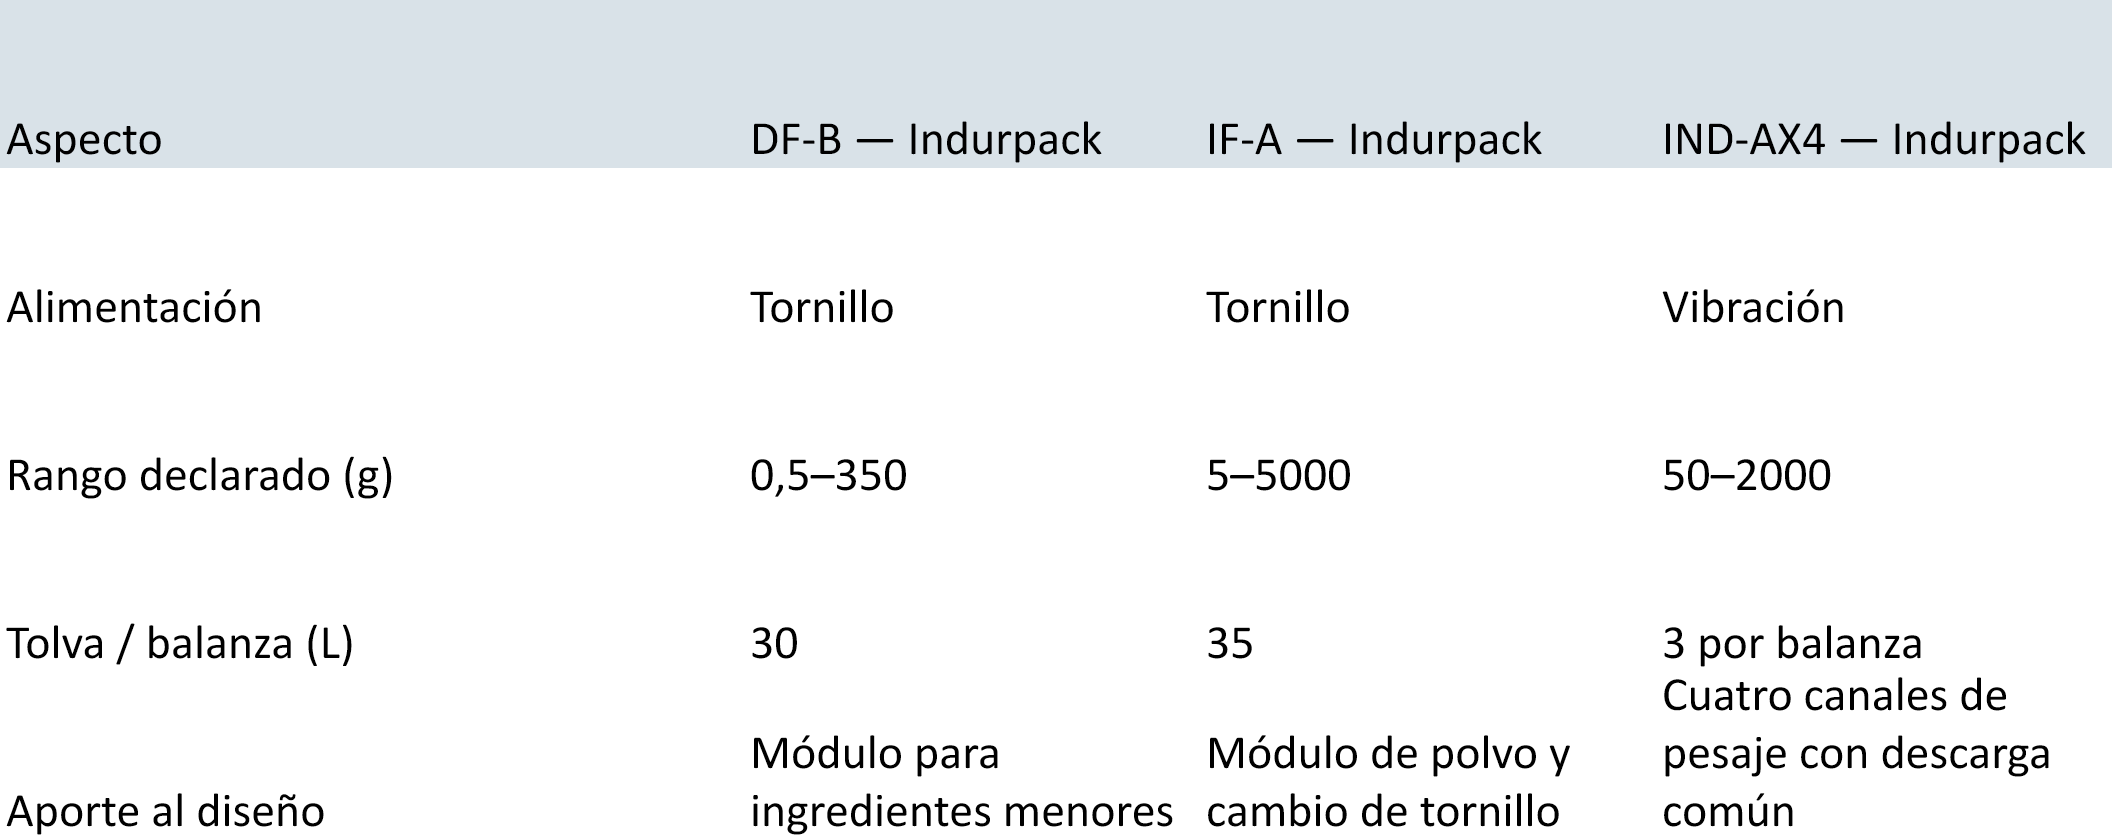 Aspecto DF-B — Indurpack IF-A — Indurpack IND-AX4 — Indurpack
Alimentación Tornillo Tornillo Vibración
Rango declarado (g) 0,5–350 5–5000 50–2000
Tolva / balanza (L) 30 35 3 por balanza
Aporte al diseño
Módulo para
ingredientes menores
Módulo de polvo y
cambio de tornillo
Cuatro canales de
pesaje con descarga
común